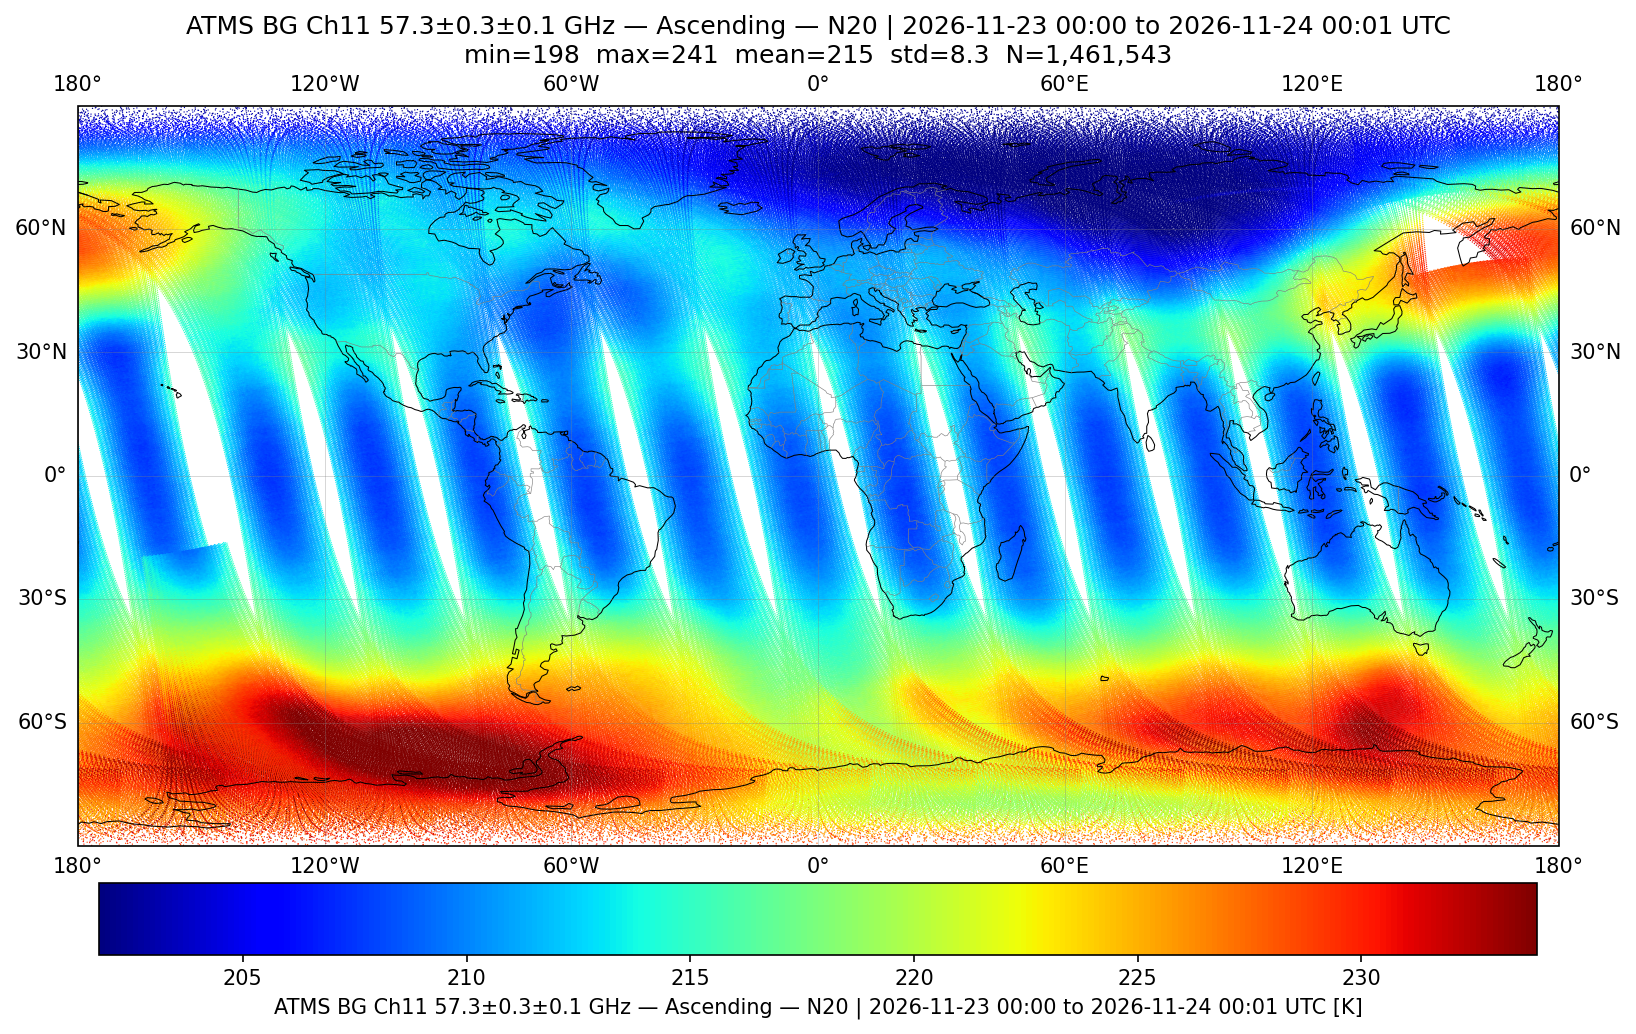 ATMS BG Ch11 57.3±0.3±0.1 GHz — Ascending — N20 | 2026-11-23 00:00 to 2026-11-24 00:01 UTC
min=198 max=241 mean=215 std=8.3 N=1,461,543
180° 120°W 60°W 0° 60°E 120°E 180°
60°N 60°N
30°N 30°N
0° 0°
30°S 30°S
60°S 60°S
180° 120°W 60°W 0° 60°E 120°E 180°
205 210 215 220 225 230
ATMS BG Ch11 57.3±0.3±0.1 GHz — Ascending — N20 | 2026-11-23 00:00 to 2026-11-24 00:01 UTC [K]